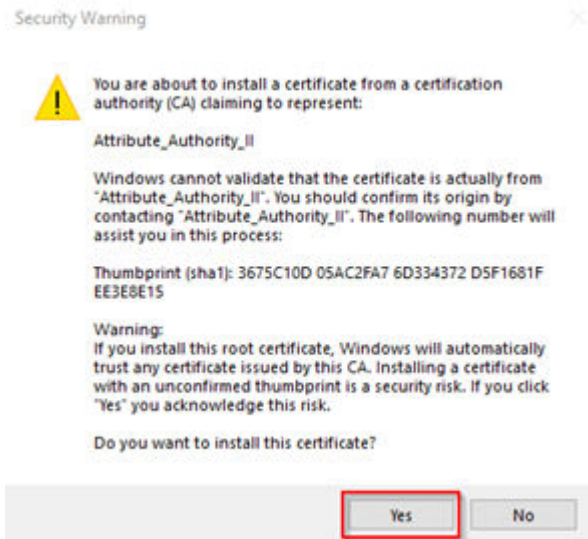 Security Warning
You are about to install a certificate from a certification
authority (CA) claiming to represent:
Attribute_Authority_II
Windows cannot validate that the certificate is actually from
"Attribute_Authority_II". You should confirm its origin by
contacting "Attribute_Authority_II". The following number will
assist you in this process:
Thumbprint (sha1): 3675C10D 05AC2FA7 6D334372 D5F1681F
EE3E8E15
Warning:
If you install this root certificate, Windows will automatically
trust any certificate issued by this CA. Installing a certificate
with an unconfirmed thumbprint is a security risk. If you click
"Yes" you acknowledge this risk.
Do you want to install this certificate?
Yes No